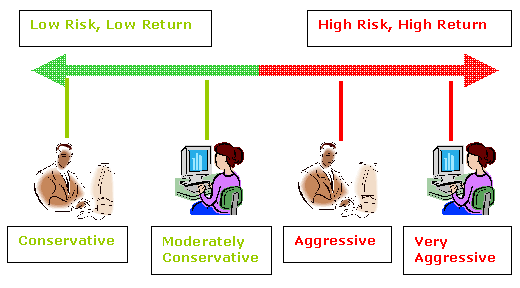 Low Risk, Low Return
High Risk, High Return
Conservative
Moderately
Conservative
Aggressive
Very
Aggressive